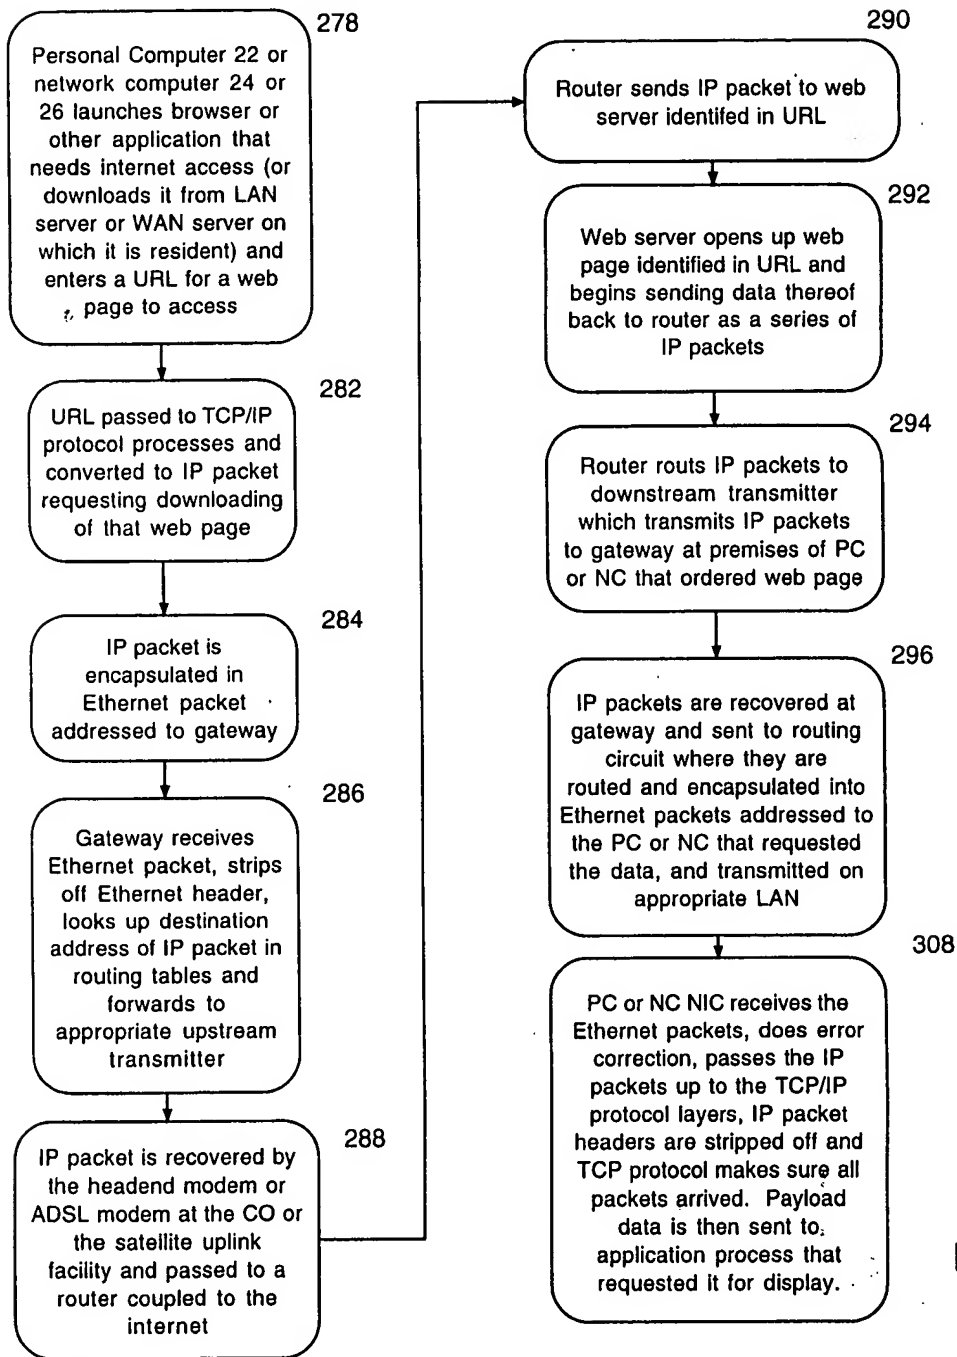 278
Personal Computer 22 or
network computer 24 or
26 launches browser or
other application that
needs internet access (or
downloads it from LAN
server or WAN server on
which it is resident) and
enters a URL for a web
page to access
282
URL passed to TCP/IP
protocol processes and
converted to IP packet
requesting downloading
of that web page
284
IP packet is
encapsulated in
Ethernet packet
addressed to gateway
286
Gateway receives
Ethernet packet, strips
off Ethernet header,
looks up destination
address of IP packet in
routing tables and
forwards to
appropriate upstream
transmitter
288
IP packet is recovered by
the headend modem or
ADSL modem at the CO or
the satellite uplink
facility and passed to a
router coupled to the
internet
290
Router sends IP packet to web
server identifed in URL
292
Web server opens up web
page identified in URL and
begins sending data thereof
back to router as a series of
IP packets
294
Router routs IP packets to
downstream transmitter
which transmits IP packets
to gateway at premises of PC
or NC that ordered web page
296
IP packets are recovered at
gateway and sent to routing
circuit where they are
routed and encapsulated into
Ethernet packets addressed to
the PC or NC that requested
the data, and transmitted on
appropriate LAN
308
PC or NC NIC receives the
Ethernet packets, does error
correction, passes the IP
packets up to the TCP/IP
protocol layers, IP packet
headers are stripped off and
TCP protocol makes sure all
packets arrived. Payload
data is then sent to
application process that
requested it for display.